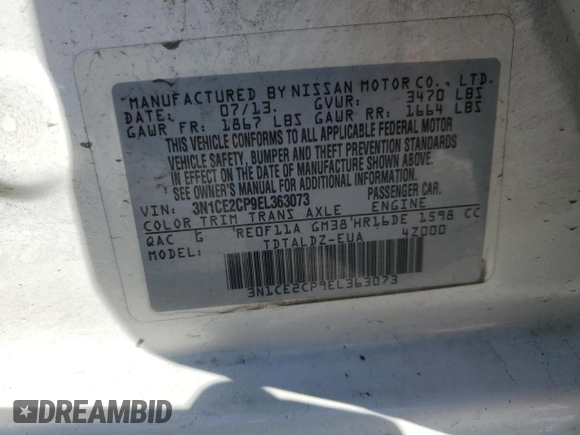 MANUFACTURED BY NISSAN MOTOR CO., LTD.
DATE: 07/13. GVWR: 3470 LBS
GAWR FR: 1867 LBS GAWR RR: 1664 LBS
THIS VEHICLE CONFORMS TO ALL APPLICABLE FEDERAL MOTOR
VEHICLE SAFETY, BUMPER AND THEFT PREVENTION STANDARDS
IN EFFECT ON THE DATE OF MANUFACTURE SHOWN ABOVE.
SEE OWNER'S MANUAL FOR ADDITIONAL INFORMATION.
VIN: 3N1CE2CP9EL363073 PASSENGER CAR.
COLOR TRIM TRANS AXLE ENGINE
QAC G RE0F11A GM38 HR16DE 1598 CC
MODEL: TDTALDZ-EUA 42000
3N1CE2CP9EL363073
DREAMBID